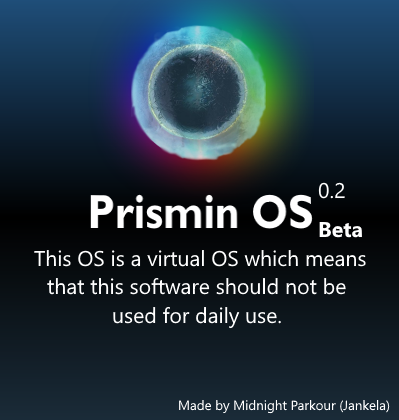 Prismin OS 0.2
Beta
This OS is a virtual OS which means
that this software should not be
used for daily use.
Made by Midnight Parkour (Jankela)